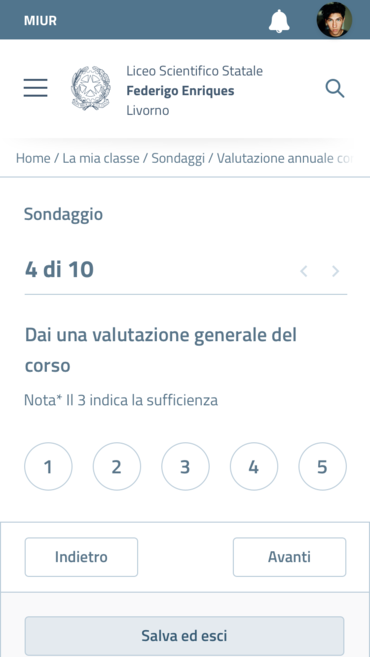 MIUR
Liceo Scientifico Statale
Federigo Enriques
Livorno
Home / La mia classe / Sondaggi / Valutazione annuale co
Sondaggio
4 di 10
Dai una valutazione generale del
corso
Nota* Il 3 indica la sufficienza
1 2 3 4 5
Indietro Avanti
Salva ed esci